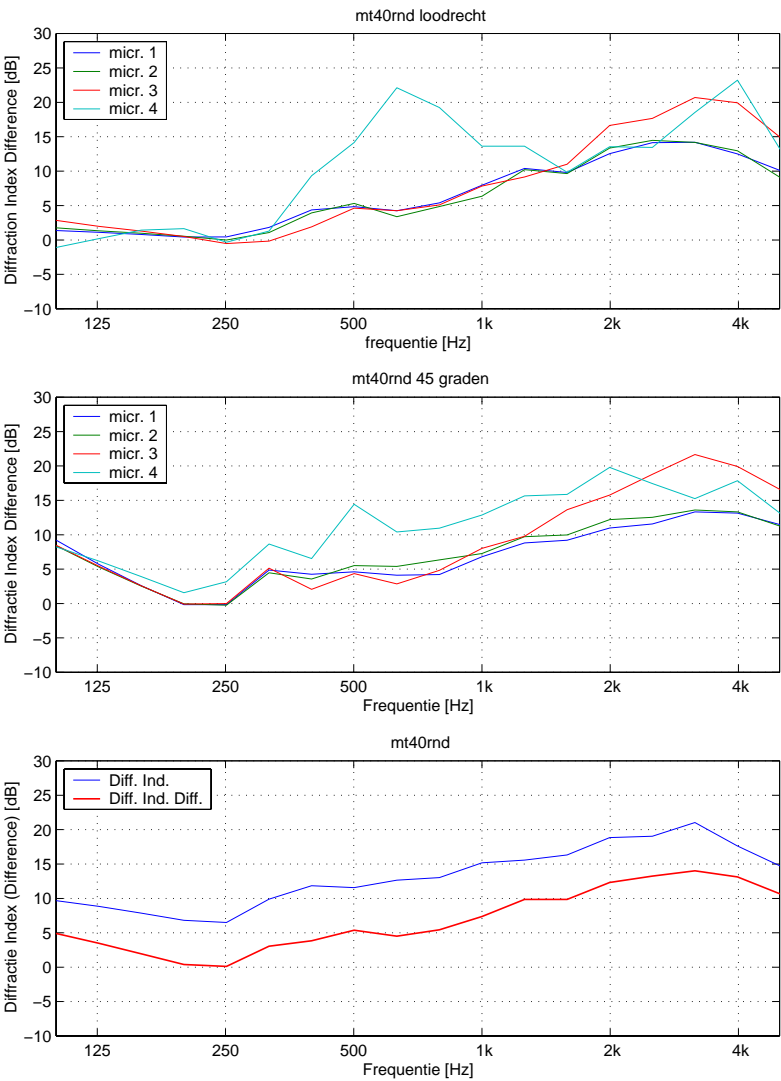 mt40rnd loodrecht
Diffraction Index Difference [dB]
30
25
20
15
10
5
0
−5
−10
micr. 1
micr. 2
micr. 3
micr. 4
125 250 500 1k 2k 4k
frequentie [Hz]
mt40rnd 45 graden
Diffractie Index Difference [dB]
30
25
20
15
10
5
0
−5
−10
micr. 1
micr. 2
micr. 3
micr. 4
125 250 500 1k 2k 4k
Frequentie [Hz]
mt40rnd
Diffractie Index (Difference) [dB]
30
25
20
15
10
5
0
−5
−10
Diff. Ind.
Diff. Ind. Diff.
125 250 500 1k 2k 4k
Frequentie [Hz]